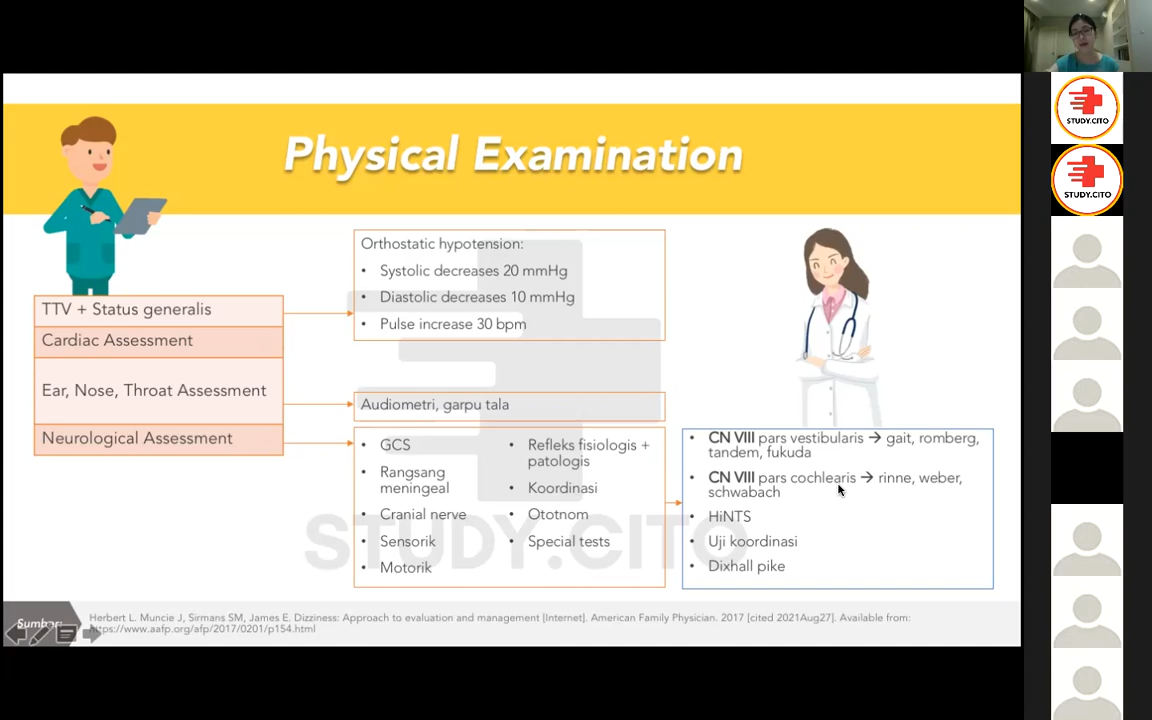 Physical Examination
TTV + Status generalis
Cardiac Assessment
Ear, Nose, Throat Assessment
Neurological Assessment
Orthostatic hypotension:
• Systolic decreases 20 mmHg
• Diastolic decreases 10 mmHg
• Pulse increase 30 bpm
Audiometri, garpu tala
• GCS
• Rangsang
meningeal
• Cranial nerve
• Sensorik
• Motorik
• Refleks fisiologis +
patologis
• Koordinasi
• Ototnom
• Special tests
• CN VIII pars vestibularis → gait, romberg,
tandem, fukuda
• CN VIII pars cochlearis → rinne, weber,
schwabach
• HiNTS
• Uji koordinasi
• Dixhall pike
STUDY.CITO
Sumber:
Herbert L. Muncie J, Sirmans SM, James E. Dizziness: Approach to evaluation and management [Internet]. American Family Physician. 2017 [cited 2021Aug27]. Available from:
https://www.aafp.org/afp/2017/0201/p154.html
STUDY.CITO
STUDY.CITO